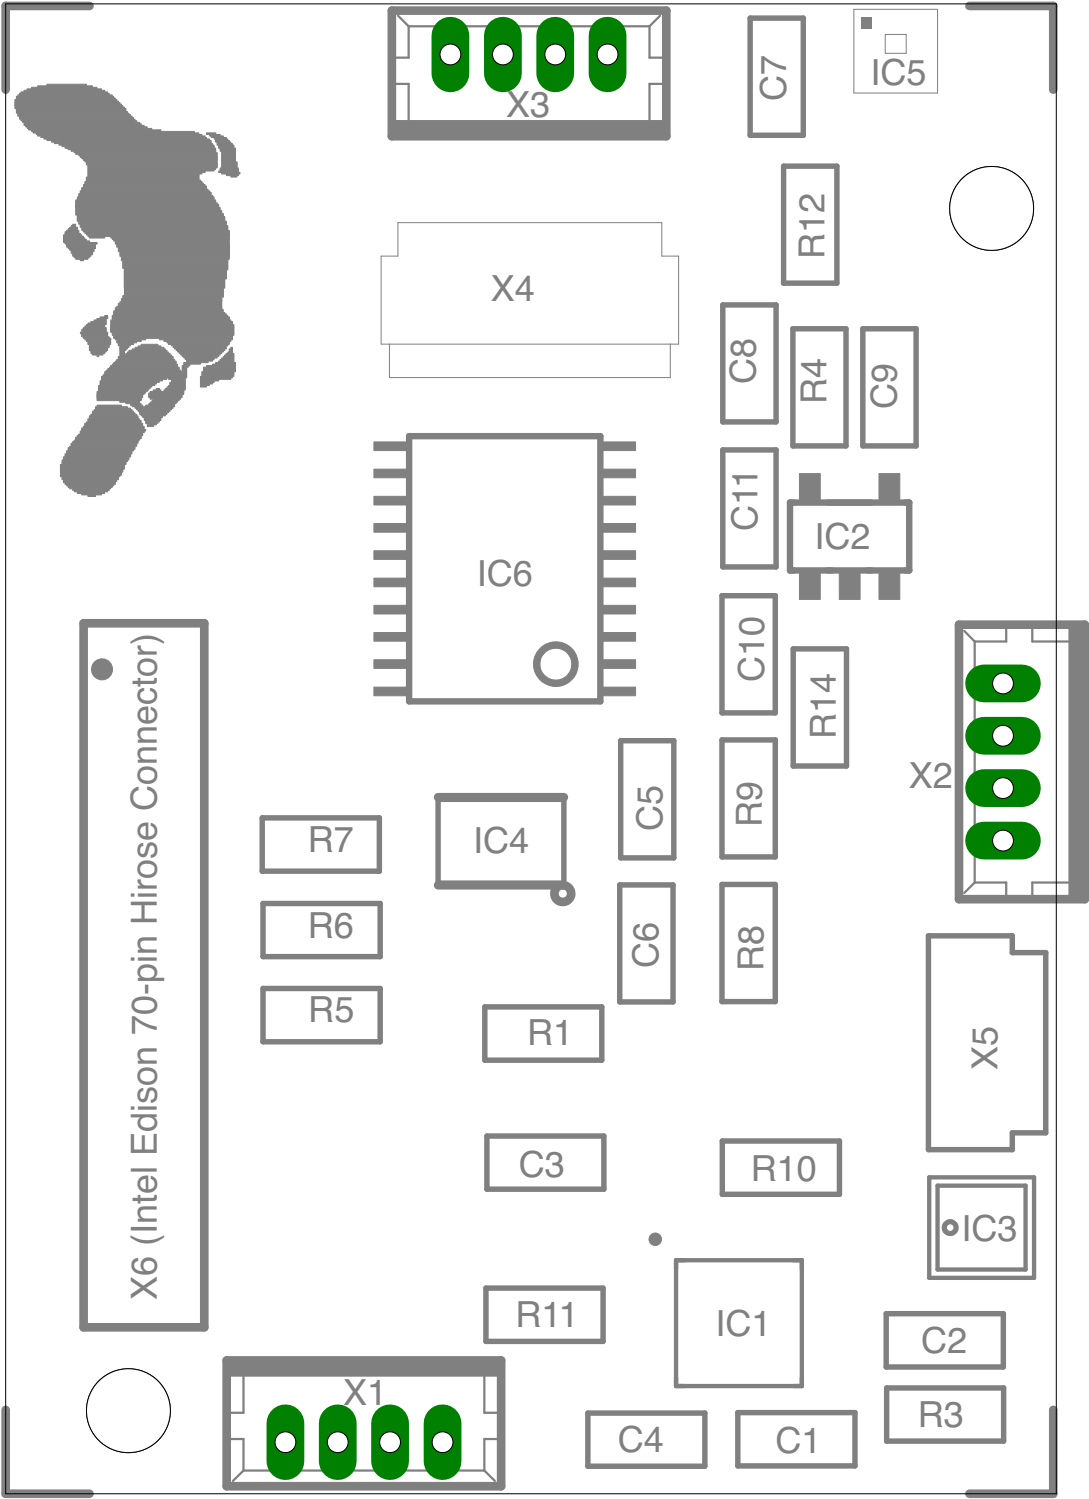 C7
IC5
X3
R12
X4
C8
R4
C9
C11
IC2
IC6
C10
R14
X2
C5
R9
R7
IC4
R6
C6
R8
R5
R1
X5
X6 (Intel Edison 70-pin Hirose Connector)
C3
R10
IC3
R11
IC1
C2
X1
R3
C4
C1